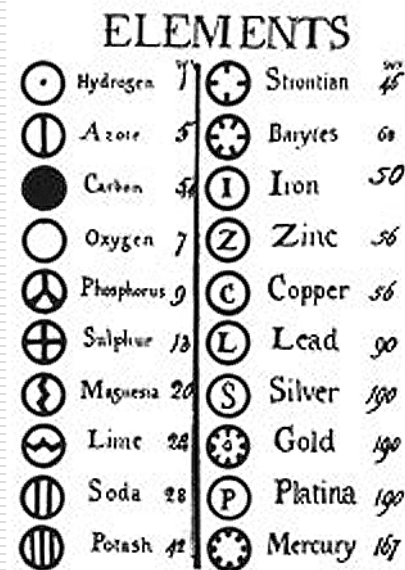 ELEMENTS
Hydrogen 1
Azote 5
Carbon 5
Oxygen 7
Phosphorus 9
Sulphur 13
Magnesia 20
Lime 24
Soda 28
Potash 42
Strontian 46
Barytes 68
I Iron 50
Z Zinc 56
C Copper 56
L Lead 90
S Silver 190
Gold 190
P Platina 190
Mercury 167